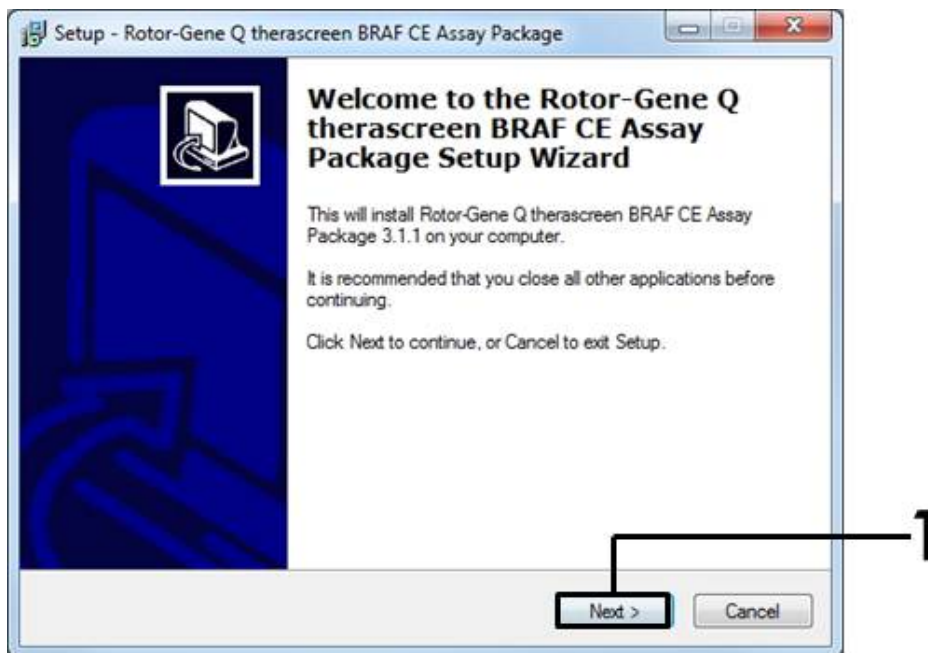 Setup - Rotor-Gene Q therascreen BRAF CE Assay Package
Welcome to the Rotor-Gene Q
therascreen BRAF CE Assay
Package Setup Wizard
This will install Rotor-Gene Q therascreen BRAF CE Assay
Package 3.1.1 on your computer.
It is recommended that you close all other applications before
continuing.
Click Next to continue, or Cancel to exit Setup.
1
Next >
Cancel